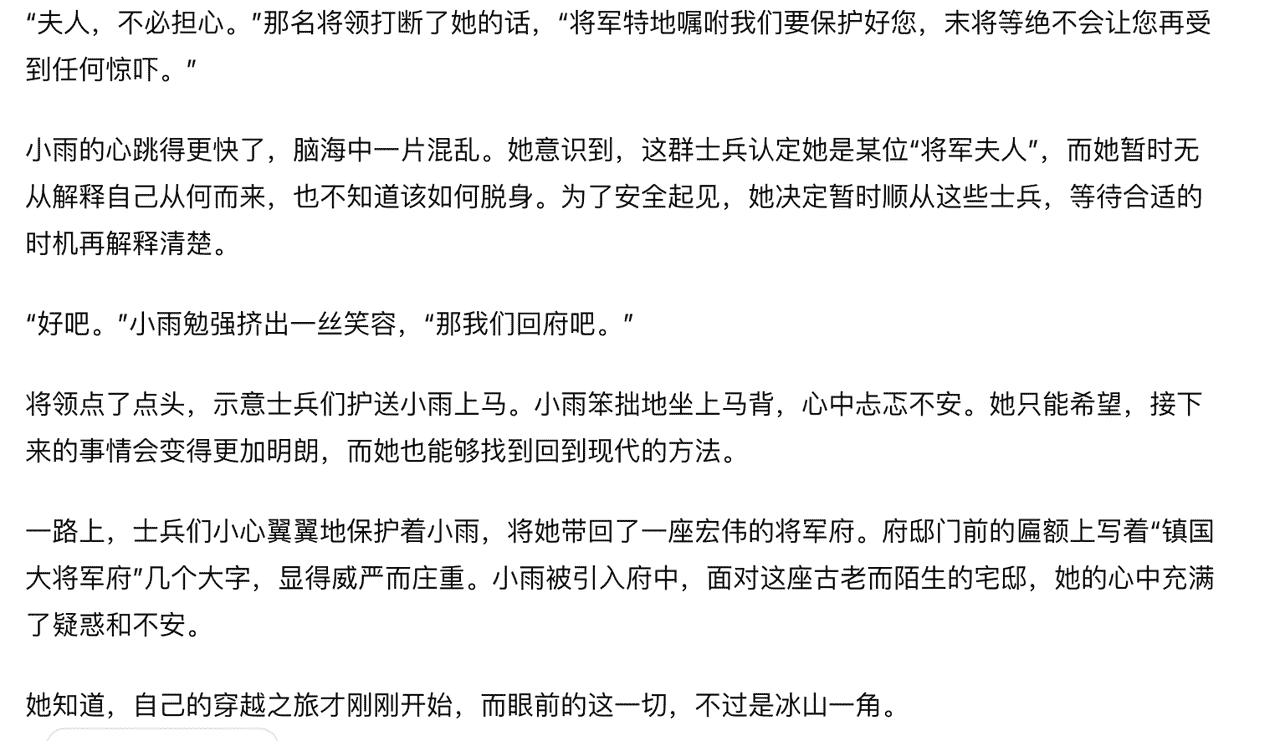 “夫人，不必担心。”那名将领打断了她的话，“将军特地嘱咐我们要保护好您，末将等绝不会让您再受
到任何惊吓。”
小雨的心跳得更快了，脑海中一片混乱。她意识到，这群士兵认定她是某位“将军夫人”，而她暂时无
从解释自己从何而来，也不知道该如何脱身。为了安全起见，她决定暂时顺从这些士兵，等待合适的
时机再解释清楚。
“好吧。”小雨勉强挤出一丝笑容，“那我们回府吧。”
将领点了点头，示意士兵们护送小雨上马。小雨笨拙地坐上马背，心中忐忑不安。她只能希望，接下
来的事情会变得更加明朗，而她也能够找到回到现代的方法。
一路上，士兵们小心翼翼地保护着小雨，将她带回了一座宏伟的将军府。府邸门前的匾额上写着“镇国
大将军府”几个大字，显得威严而庄重。小雨被引入府中，面对这座古老而陌生的宅邸，她的心中充满
了疑惑和不安。
她知道，自己的穿越之旅才刚刚开始，而眼前的这一切，不过是冰山一角。